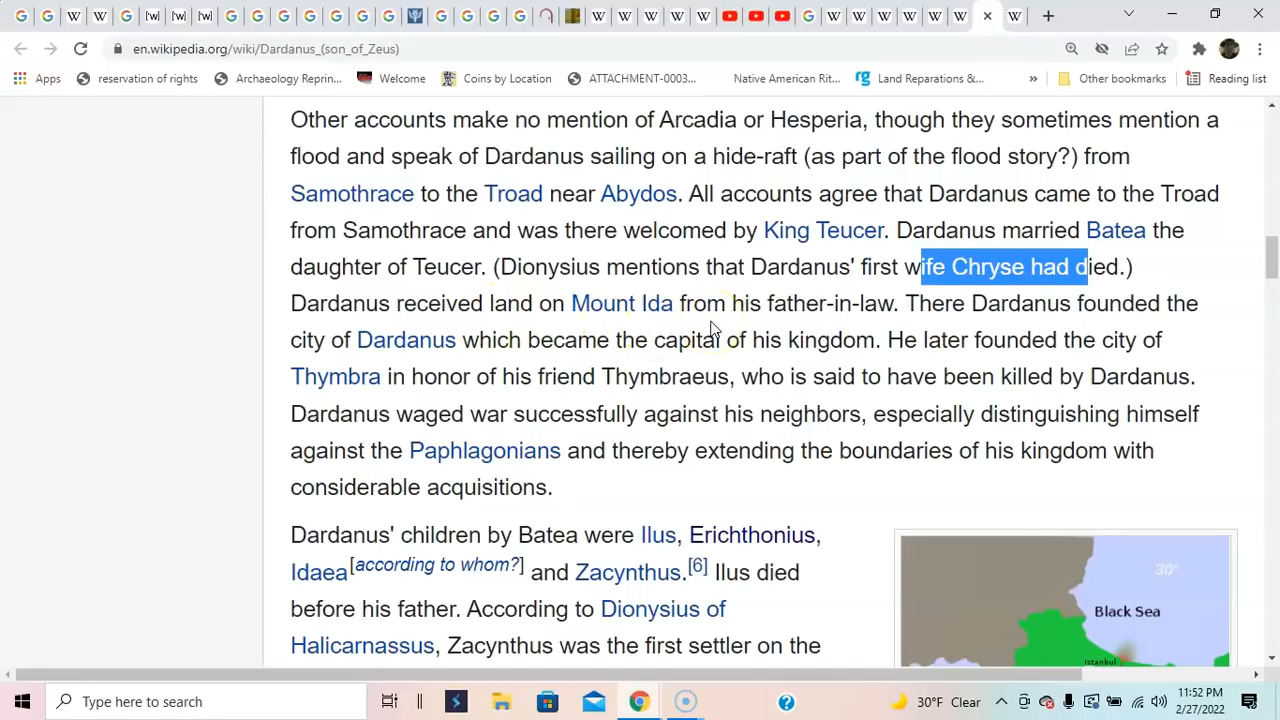 en.wikipedia.org/wiki/Dardanus_(son_of_Zeus)
Apps reservation of rights Archaeology Reprin... Welcome Coins by Location ATTACHMENT-0003... Native American Rit... Land Reparations &... » Other bookmarks Reading list
Other accounts make no mention of Arcadia or Hesperia, though they sometimes mention a
flood and speak of Dardanus sailing on a hide-raft (as part of the flood story?) from
Samothrace to the Troad near Abydos. All accounts agree that Dardanus came to the Troad
from Samothrace and was there welcomed by King Teucer. Dardanus married Batea the
daughter of Teucer. (Dionysius mentions that Dardanus' first wife Chryse had died.)
Dardanus received land on Mount Ida from his father-in-law. There Dardanus founded the
city of Dardanus which became the capital of his kingdom. He later founded the city of
Thymbra in honor of his friend Thymbraeus, who is said to have been killed by Dardanus.
Dardanus waged war successfully against his neighbors, especially distinguishing himself
against the Paphlagonians and thereby extending the boundaries of his kingdom with
considerable acquisitions.
Dardanus' children by Batea were Ilus, Erichthonius,
Idaea[according to whom?] and Zacynthus.[6] Ilus died
before his father. According to Dionysius of
Halicarnassus, Zacynthus was the first settler on the
30°
Black Sea
Istanbul
Type here to search
30°F Clear
11:52 PM
2/27/2022